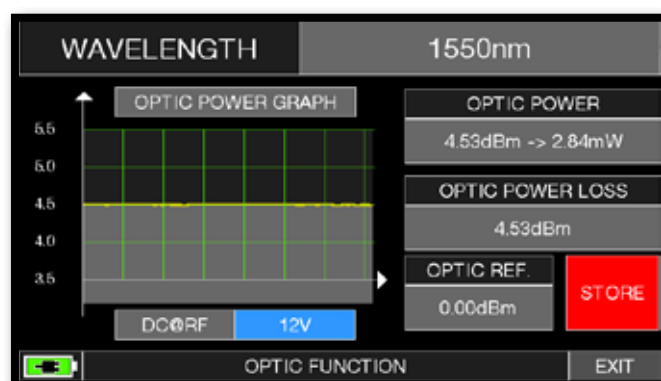 WAVELENGTH 1550nm
OPTIC POWER GRAPH
5.5
5.0
4.5
4.0
3.5
DC@RF 12V
OPTIC POWER
4.53dBm -> 2.84mW
OPTIC POWER LOSS
4.53dBm
OPTIC REF.
0.00dBm
STORE
OPTIC FUNCTION EXIT